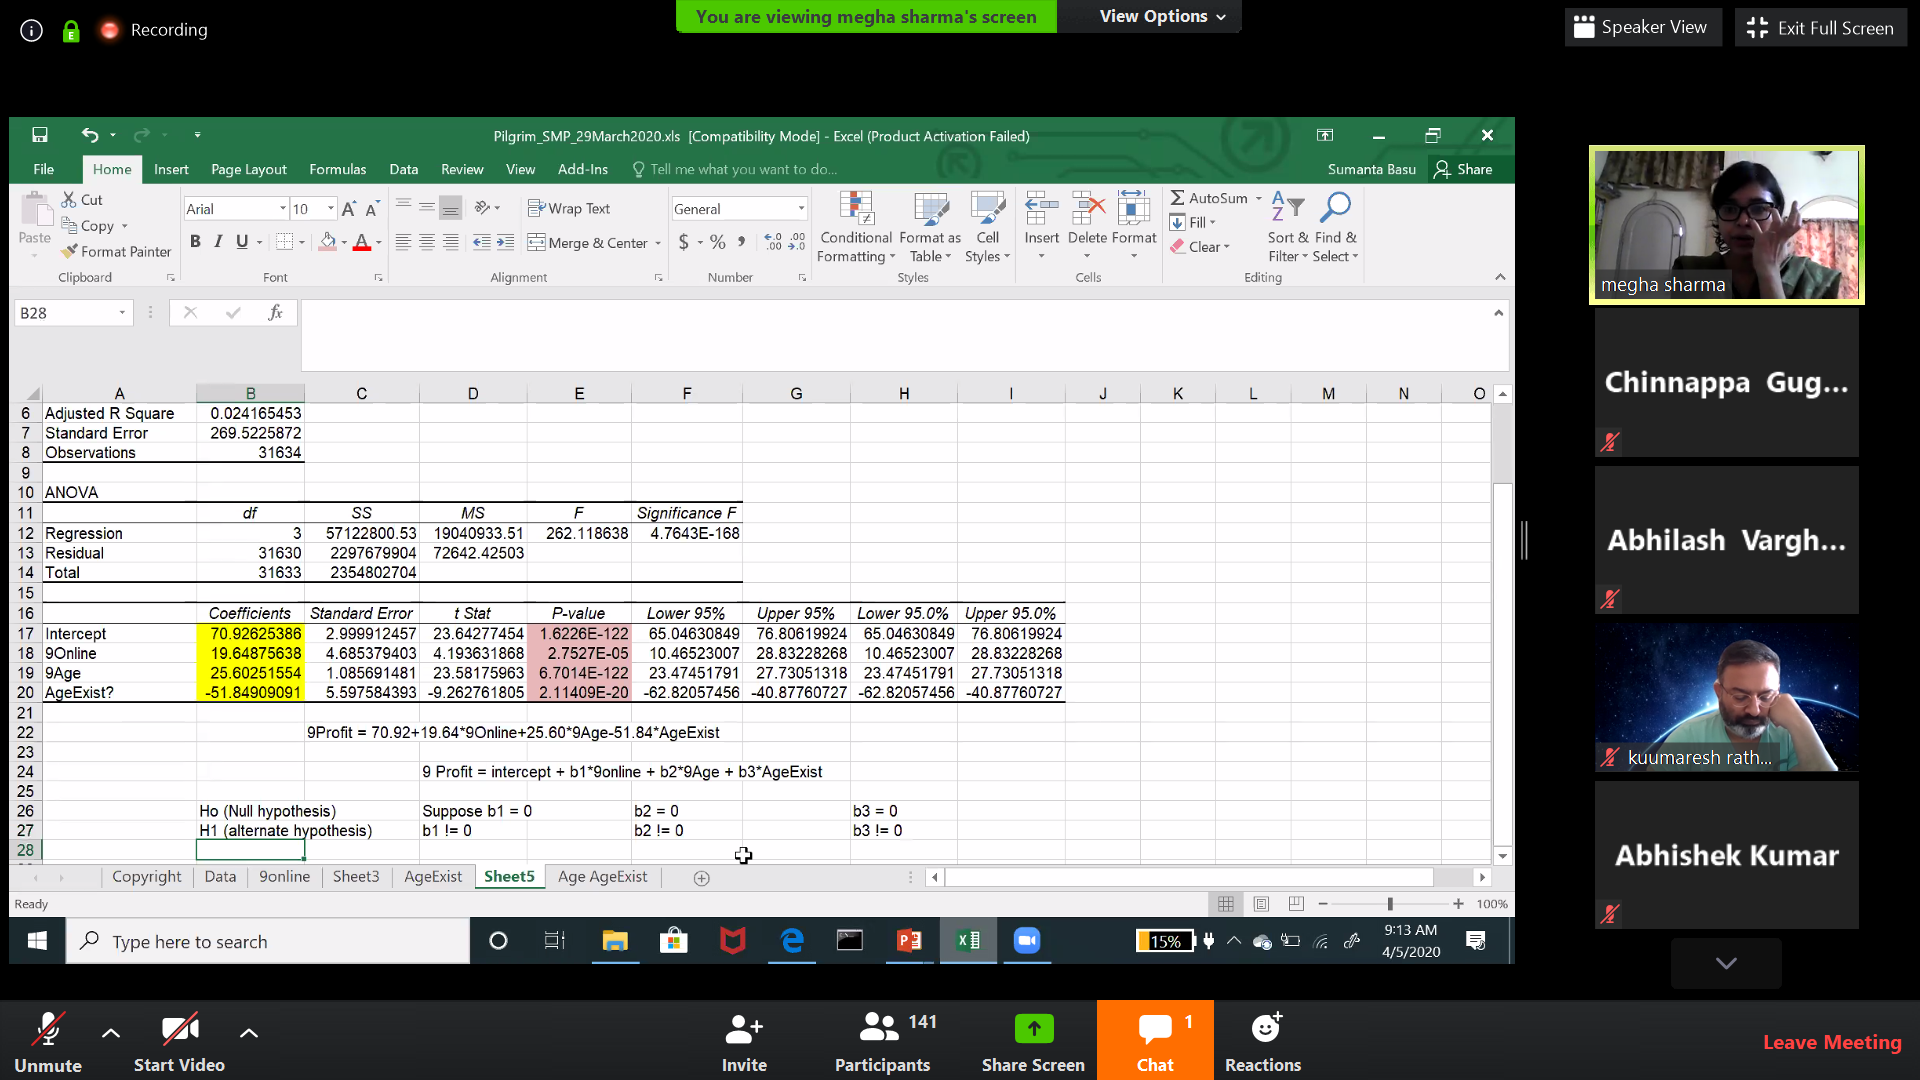 You are viewing megha sharma's screen View Options
Recording
Speaker View Exit Full Screen
Pilgrim_SMP_29March2020.xls [Compatibility Mode] - Excel (Product Activation Failed)
File Home Insert Page Layout Formulas Data Review View Add-Ins Tell me what you want to do... Sumanta Basu Share
Paste Cut Copy Format Painter
Arial 10 B I U
Wrap Text Merge & Center
General $ % ,
Conditional Formatting Format as Table Cell Styles
Insert Delete Format
AutoSum Fill Clear Sort & Filter Find & Select
Clipboard Font Alignment Number Styles Cells Editing
B28 fx
A B C D E F G H I J K L M N O
6 Adjusted R Square 0.024165453
7 Standard Error 269.5225872
8 Observations 31634
9
10 ANOVA
11 df SS MS F Significance F
12 Regression 3 57122800.53 19040933.51 262.118638 4.7643E-168
13 Residual 31630 2297679904 72642.42503
14 Total 31633 2354802704
15
16 Coefficients Standard Error t Stat P-value Lower 95% Upper 95% Lower 95.0% Upper 95.0%
17 Intercept 70.92625386 2.999912457 23.64277454 1.6226E-122 65.04630849 76.80619924 65.04630849 76.80619924
18 9Online 19.64875638 4.685379403 4.193631868 2.7527E-05 10.46523007 28.83228268 10.46523007 28.83228268
19 9Age 25.60251554 1.085691481 23.58175963 6.7014E-122 23.47451791 27.73051318 23.47451791 27.73051318
20 AgeExist? -51.84909091 5.597584393 -9.262761805 2.11409E-20 -62.82057456 -40.87760727 -62.82057456 -40.87760727
21
22 9Profit = 70.92+19.64*9Online+25.60*9Age-51.84*AgeExist
23
24 9 Profit = intercept + b1*9online + b2*9Age + b3*AgeExist
25
26 Ho (Null hypothesis) Suppose b1 = 0 b2 = 0 b3 = 0
27 H1 (alternate hypothesis) b1 != 0 b2 != 0 b3 != 0
28
Copyright Data 9online Sheet3 AgeExist Sheet5 Age AgeExist
Ready 100%
Type here to search 15% 9:13 AM
4/5/2020
megha sharma
Chinnappa Gug...
Abhilash Vargh...
kuumaresh rath...
Abhishek Kumar
Unmute Start Video Invite Participants 141 Share Screen Chat 1 Reactions Leave Meeting